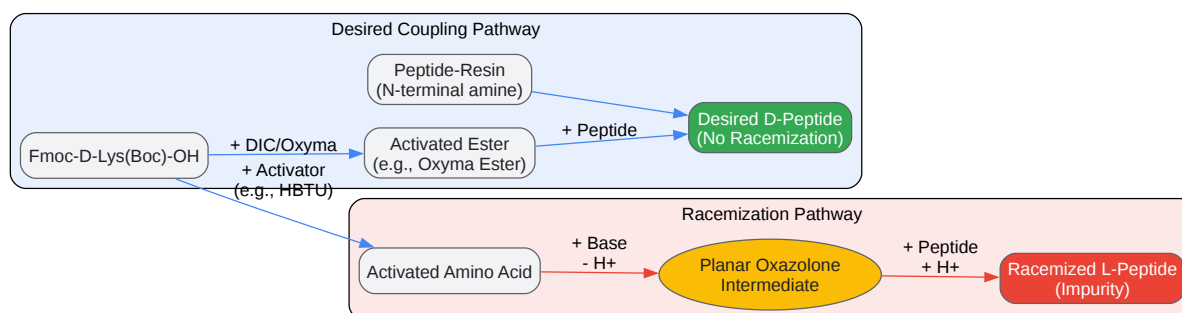 Desired Coupling Pathway
Peptide-Resin
(N-terminal amine)
Fmoc-D-Lys(Boc)-OH
+ DIC/Oxyma
Activated Ester
(e.g., Oxyma Ester)
+ Peptide
Desired D-Peptide
(No Racemization)
+ Activator
(e.g., HBTU)
Racemization Pathway
Activated Amino Acid
+ Base
- H+
Planar Oxazolone
Intermediate
+ Peptide
+ H+
Racemized L-Peptide
(Impurity)